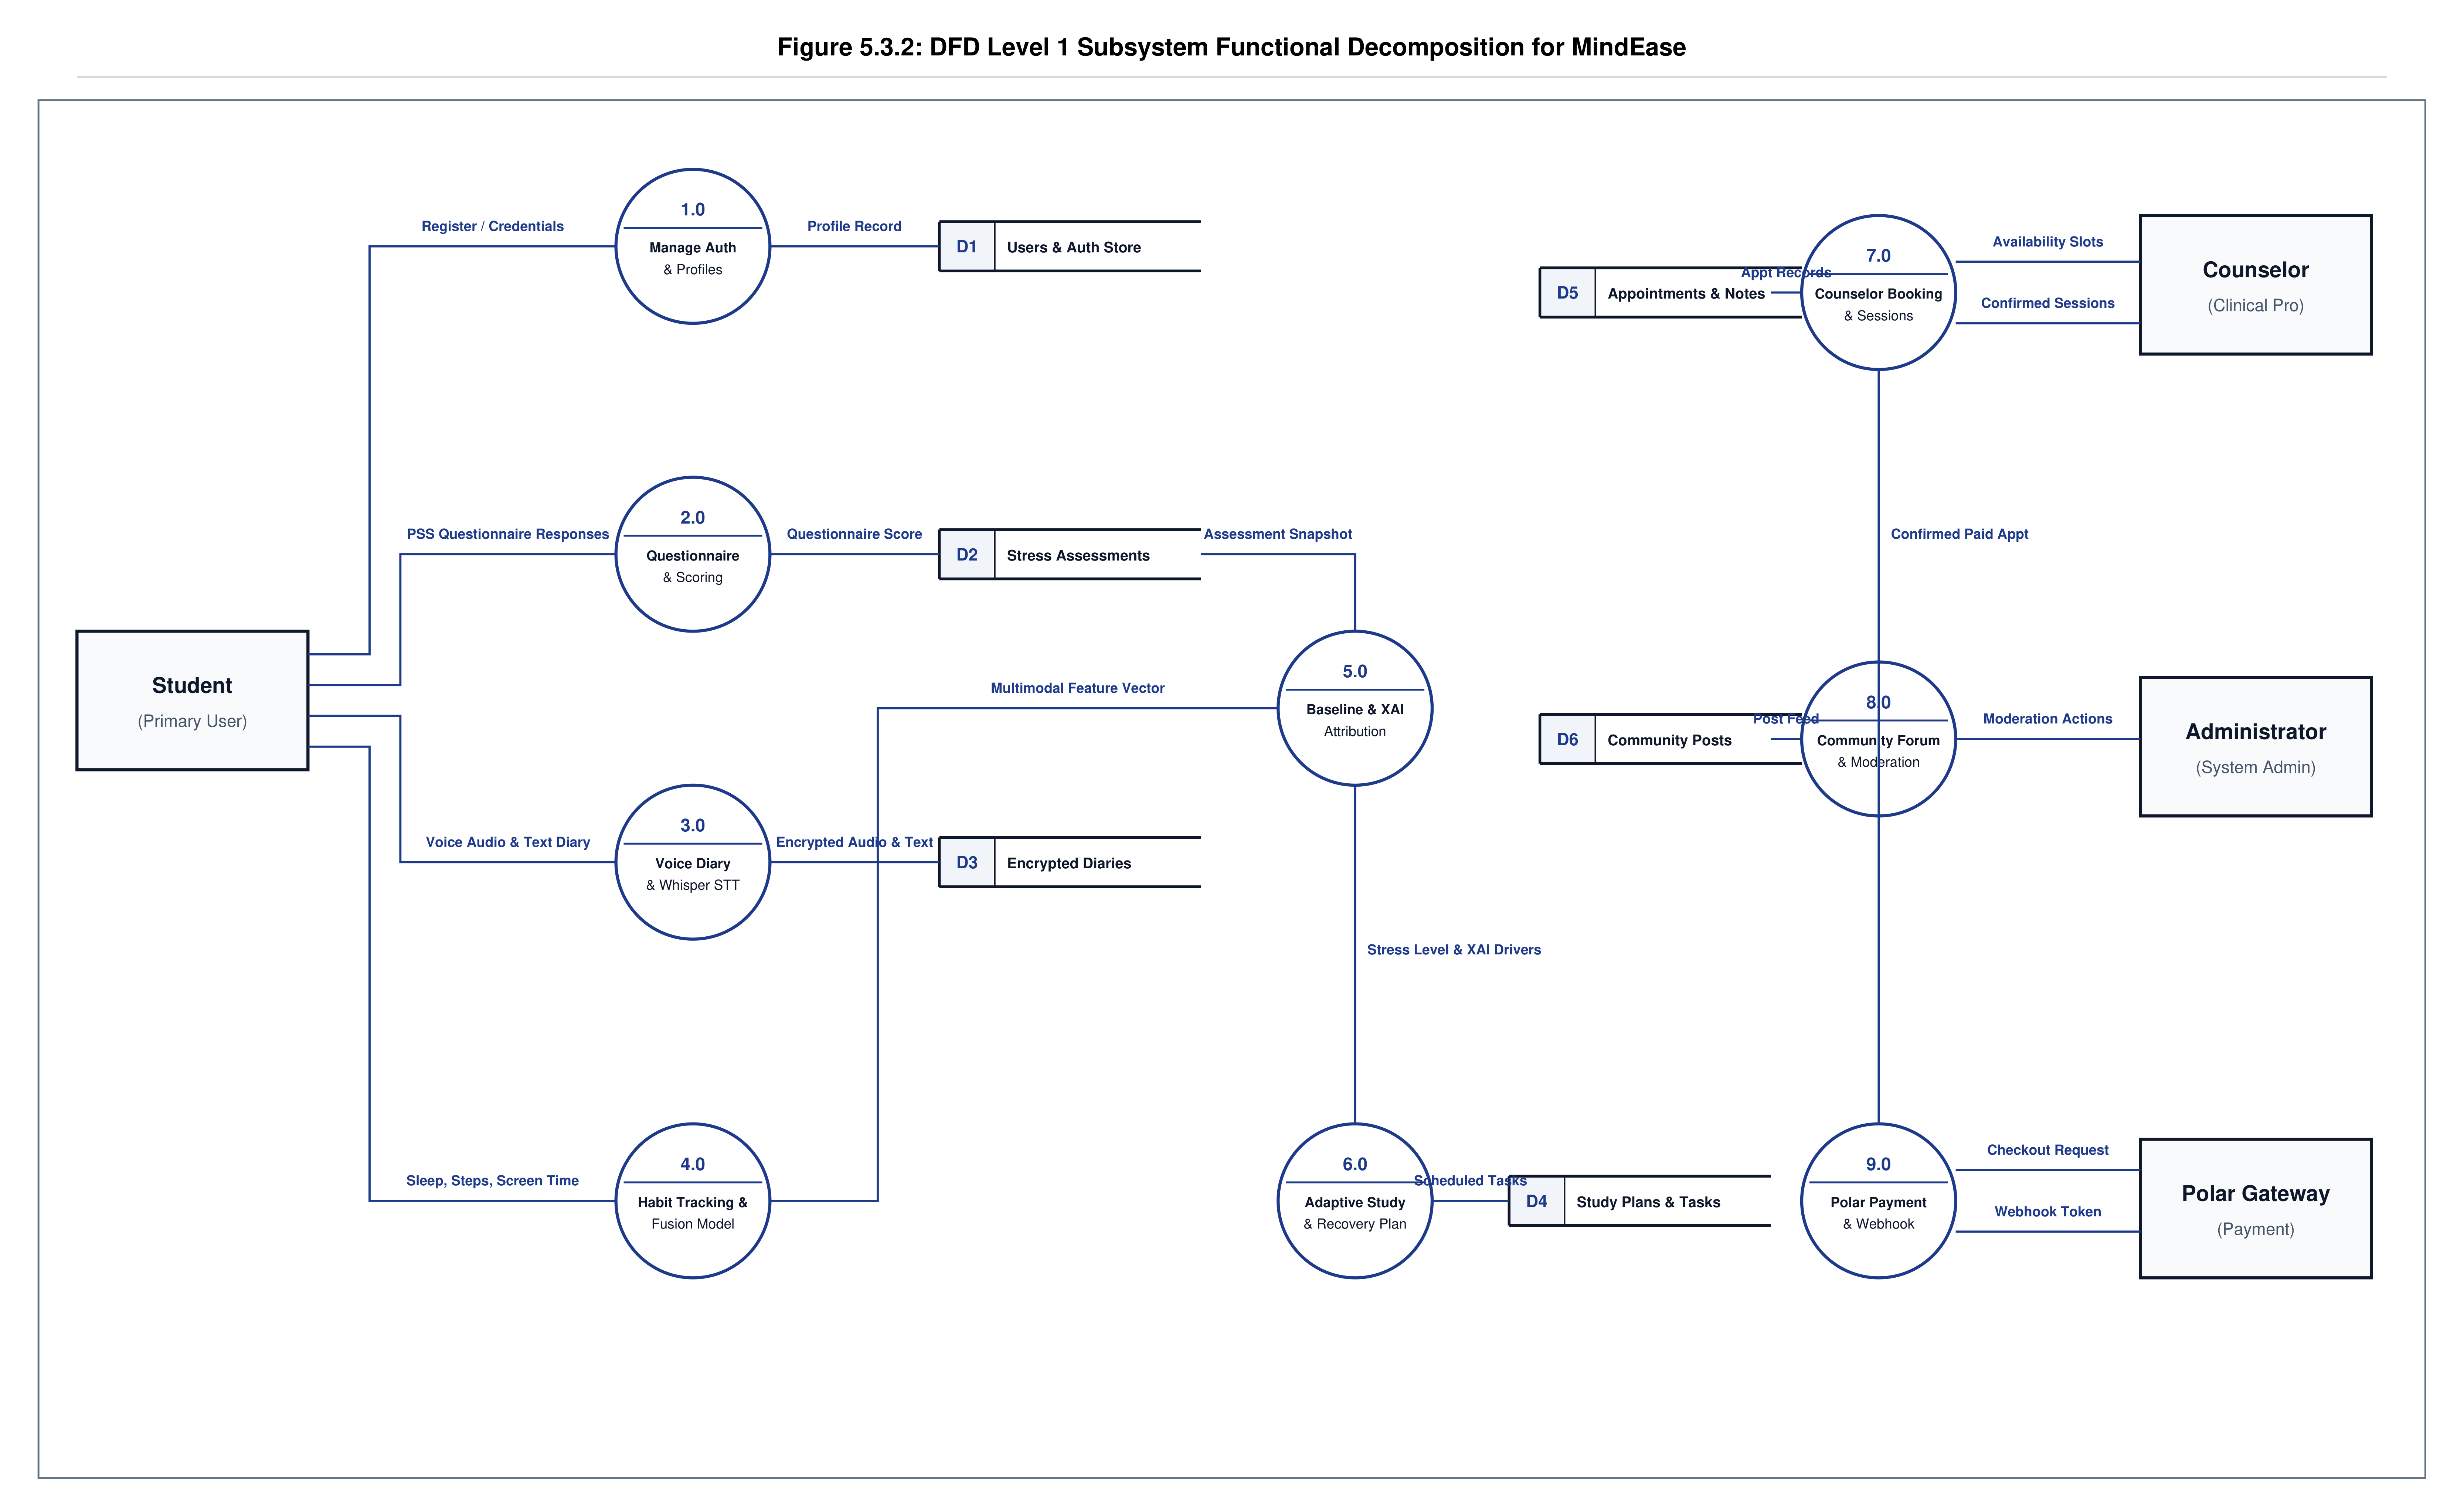 Figure 5.3.2: DFD Level 1 Subsystem Functional Decomposition for MindEase
1.0
Manage Auth
& Profiles
Register / Credentials
Profile Record
D1
Users & Auth Store
7.0
Counselor Booking
& Sessions
Appt Records
D5
Appointments & Notes
Availability Slots
Confirmed Sessions
Counselor
(Clinical Pro)
2.0
Questionnaire
& Scoring
PSS Questionnaire Responses
Questionnaire Score
D2
Stress Assessments
Assessment Snapshot
Confirmed Paid Appt
Student
(Primary User)
Multimodal Feature Vector
5.0
Baseline & XAI
Attribution
8.0
Community Forum
& Moderation
Post Feed
D6
Community Posts
Moderation Actions
Administrator
(System Admin)
3.0
Voice Diary
& Whisper STT
Voice Audio & Text Diary
Encrypted Audio & Text
D3
Encrypted Diaries
Stress Level & XAI Drivers
4.0
Habit Tracking &
Fusion Model
Sleep, Steps, Screen Time
6.0
Adaptive Study
& Recovery Plan
Scheduled Tasks
D4
Study Plans & Tasks
9.0
Polar Payment
& Webhook
Checkout Request
Webhook Token
Polar Gateway
(Payment)